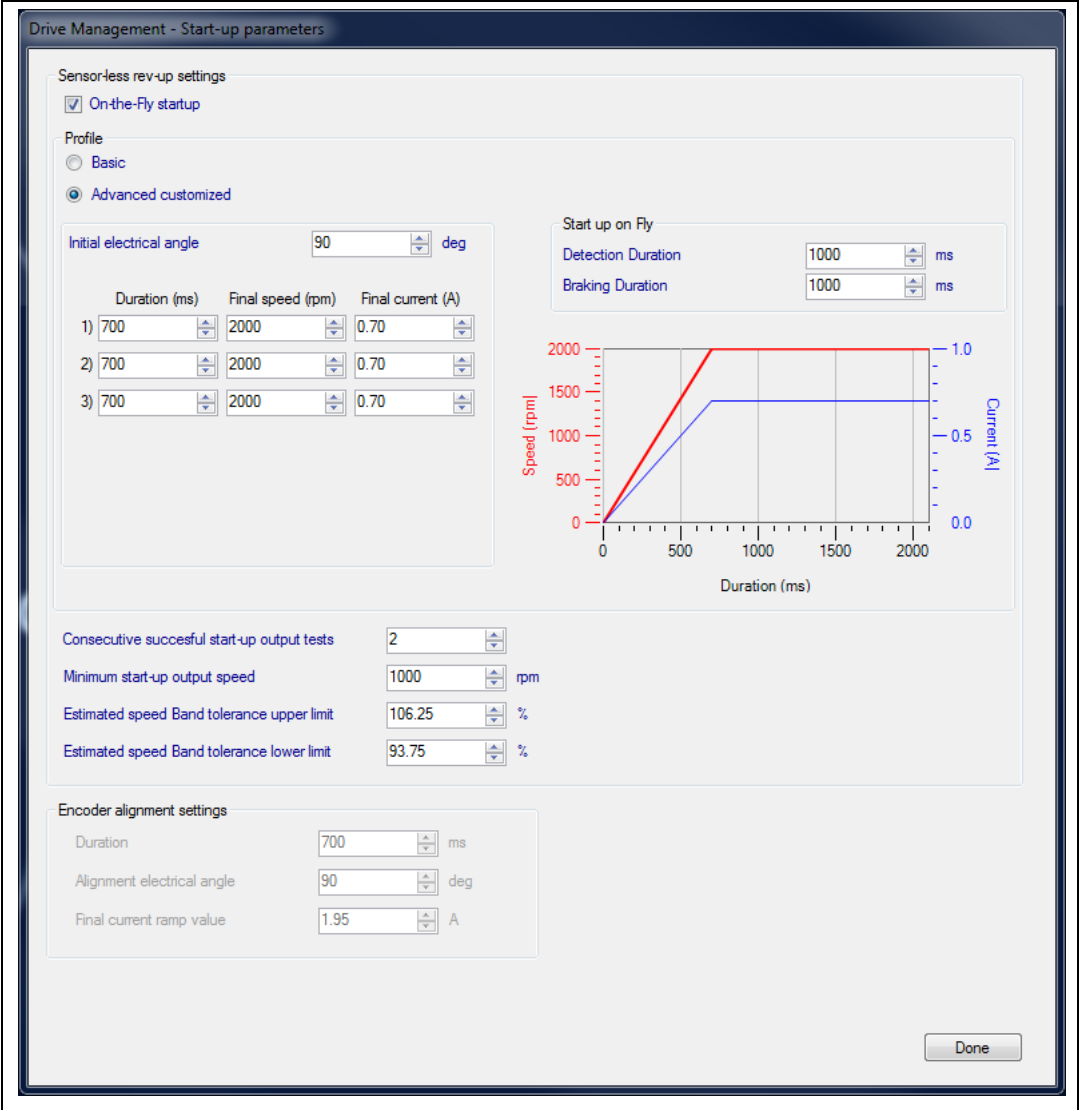 Drive Management - Start-up parameters
Sensor-less rev-up settings
On-the-Fly startup
Profile
Basic
Advanced customized
Initial electrical angle 90 deg
Duration (ms) Final speed (rpm) Final current (A)
1) 700 2000 0.70
2) 700 2000 0.70
3) 700 2000 0.70
Start up on Fly
Detection Duration 1000 ms
Braking Duration 1000 ms
2000
1500
1000
500
0
Speed (rpm)
1.0
0.5
0.0
Current (A)
0 500 1000 1500 2000
Duration (ms)
Consecutive succesful start-up output tests 2
Minimum start-up output speed 1000 rpm
Estimated speed Band tolerance upper limit 106.25 %
Estimated speed Band tolerance lower limit 93.75 %
Encoder alignment settings
Duration 700 ms
Alignment electrical angle 90 deg
Final current ramp value 1.95 A
Done